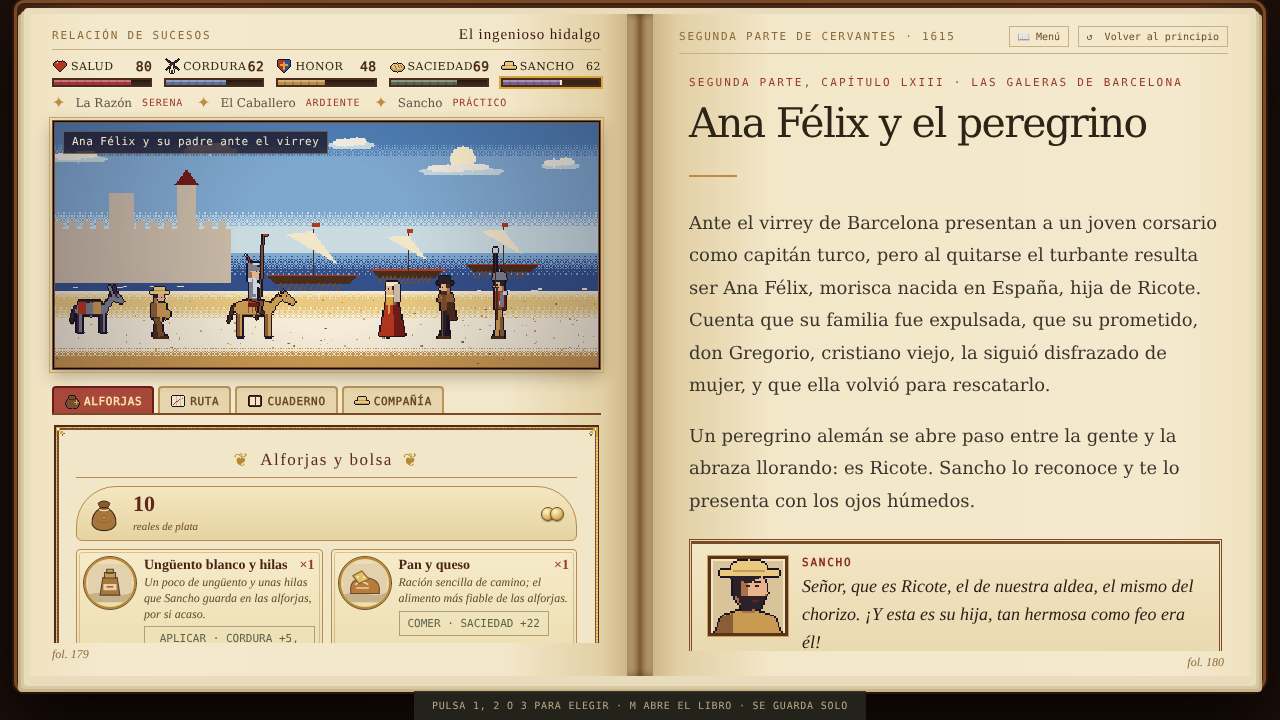 RELACIÓN DE SUCESOS
El ingenioso hidalgo
SALUD 80
CORDURA 62
HONOR 48
SACIEDAD 69
SANCHO 62
La Razón SERENA
El Caballero ARDIENTE
Sancho PRÁCTICO
Ana Félix y su padre ante el virrey
ALFORJAS
RUTA
CUADERNO
COMPAÑÍA
Alforjas y bolsa
10
reales de plata
Ungüento blanco y hilas ×1
Un poco de ungüento y unas hilas
que Sancho guarda en las alforjas,
por si acaso.
APLICAR · CORDURA +5,
Pan y queso ×1
Ración sencilla de camino; el
alimento más fiable de las alforjas.
COMER · SACIEDAD +22
fol. 179
SEGUNDA PARTE DE CERVANTES · 1615
Menú
↺ Volver al principio
SEGUNDA PARTE, CAPÍTULO LXIII · LAS GALERAS DE BARCELONA
Ana Félix y el peregrino
Ante el virrey de Barcelona presentan a un joven corsario
como capitán turco, pero al quitarse el turbante resulta
ser Ana Félix, morisca nacida en España, hija de Ricote.
Cuenta que su familia fue expulsada, que su prometido,
don Gregorio, cristiano viejo, la siguió disfrazado de
mujer, y que ella volvió para rescatarlo.
Un peregrino alemán se abre paso entre la gente y la
abraza llorando: es Ricote. Sancho lo reconoce y te lo
presenta con los ojos húmedos.
SANCHO
Señor, que es Ricote, el de nuestra aldea, el mismo del
chorizo. ¡Y esta es su hija, tan hermosa como feo era
él!
fol. 180
PULSA 1, 2 O 3 PARA ELEGIR · M ABRE EL LIBRO · SE GUARDA SOLO